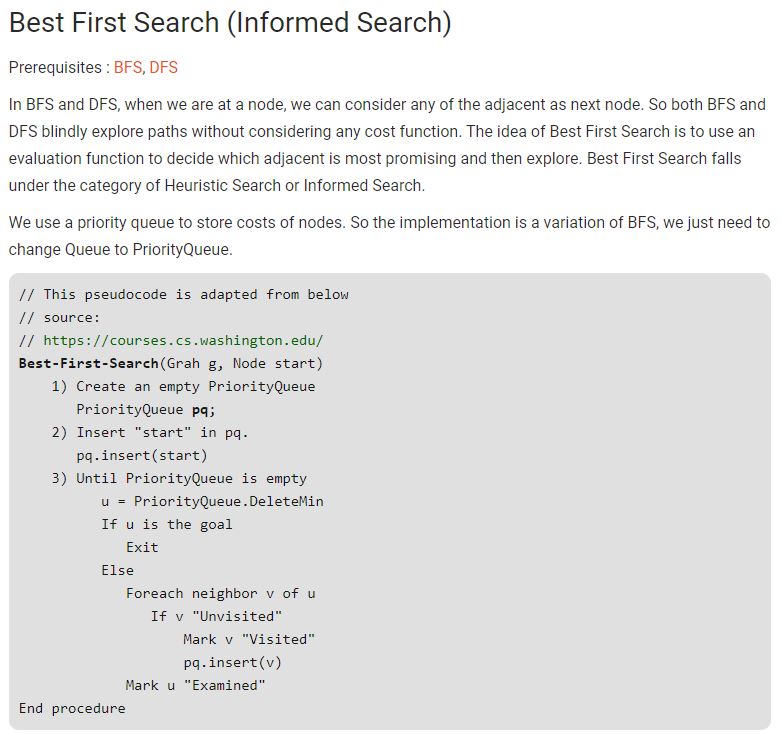 Best First Search (Informed Search)
Prerequisites : BFS, DFS
In BFS and DFS, when we are at a node, we can consider any of the adjacent as next node. So both BFS and
DFS blindly explore paths without considering any cost function. The idea of Best First Search is to use an
evaluation function to decide which adjacent is most promising and then explore. Best First Search falls
under the category of Heuristic Search or Informed Search.
We use a priority queue to store costs of nodes. So the implementation is a variation of BFS, we just need to
change Queue to PriorityQueue.
// This pseudocode is adapted from below
// source:
// https://courses.cs.washington.edu/
Best-First-Search(Grah g, Node start)
    1) Create an empty PriorityQueue
       PriorityQueue pq;
    2) Insert "start" in pq.
       pq.insert(start)
    3) Until PriorityQueue is empty
          u = PriorityQueue.DeleteMin
          If u is the goal
             Exit
          Else
             Foreach neighbor v of u
                If v "Unvisited"
                    Mark v "Visited"
                    pq.insert(v)
             Mark u "Examined"
End procedure